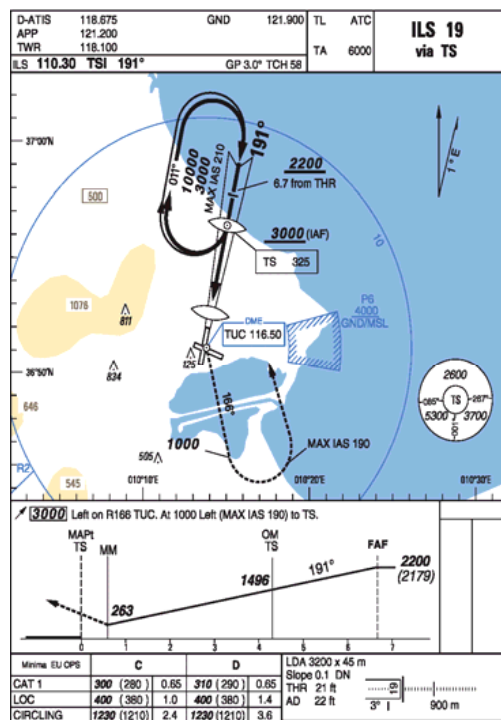 D-ATIS 118.675 GND 121.900
APP 121.200
TWR 118.100
ILS 110.30 TSI 191° GP 3.0° TCH 58
TL ATC
TA 6000
ILS 19
via TS
37°00'N
011°
10000
3000
MAX IAS 210
191°
2200
6.7 from THR
1° E
500
3000 (IAF)
TS 325
10
1076
811
P6
4000
GND/MSL
DME
TUC 116.50
125
36°50'N
834
166°
2600
085°
TS
267°
5300
3700
001°
646
1000
MAX IAS 190
505
R2
545
010°10'E
010°20'E
010°30'E
3000 Left on R166 TUC. At 1000 Left (MAX IAS 190) to TS.
MAPt
TS
MM
OM
TS
FAF
263
1496
191°
2200
(2179)
0 1 2 3 4 5 6 7
Minima EU OPS C D
CAT 1 300 (280) 0.65 310 (290) 0.65
LOC 400 (380) 1.0 400 (380) 1.4
CIRCLING 1230 (1210) 2.4 1230 (1210) 3.6
LDA 3200 x 45 m
Slope 0.1 DN
THR 21 ft
AD 22 ft
19
3°
900 m